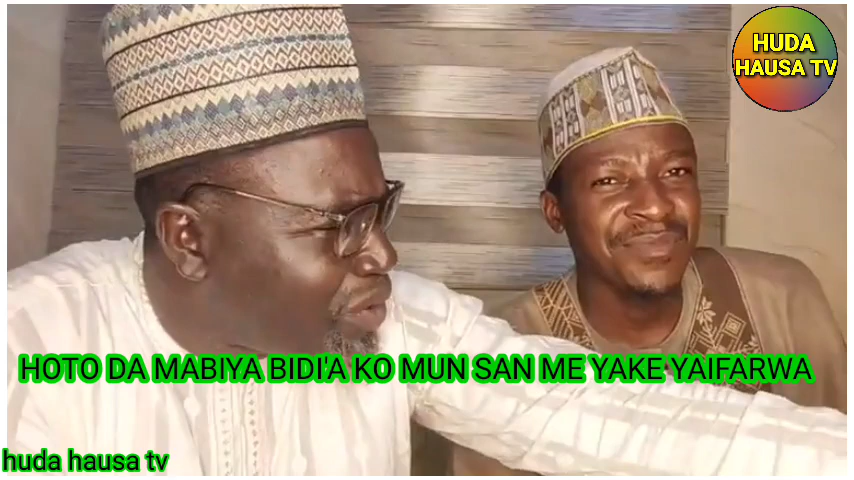 HUDA
HAUSA TV
HOTO DA MABIYA BIDI'A KO MUN SAN ME YAKE YAIFARWA
huda hausa tv